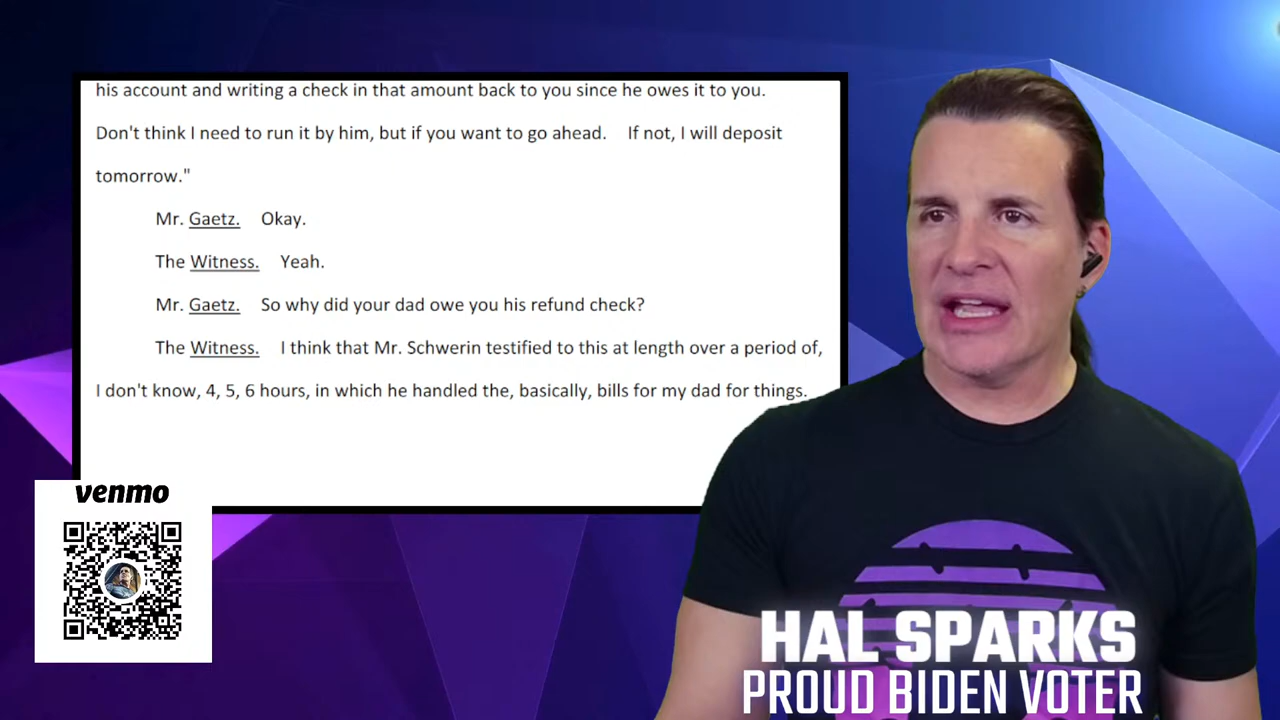 his account and writing a check in that amount back to you since he owes it to you.
Don't think I need to run it by him, but if you want to go ahead. If not, I will deposit
tomorrow."
Mr. Gaetz. Okay.
The Witness. Yeah.
Mr. Gaetz. So why did your dad owe you his refund check?
The Witness. I think that Mr. Schwerin testified to this at length over a period of,
I don't know, 4, 5, 6 hours, in which he handled the, basically, bills for my dad for things.
venmo
HAL SPARKS
PROUD BIDEN VOTER